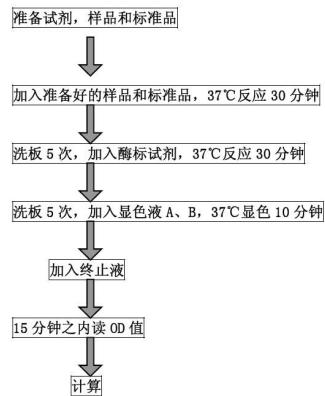 准备试剂，样品和标准品
加入准备好的样品和标准品，37℃反应30分钟
洗板5次，加入酶标试剂，37℃反应30分钟
洗板5次，加入显色液A、B，37℃显色10分钟
加入终止液
15分钟之内读OD值
计算